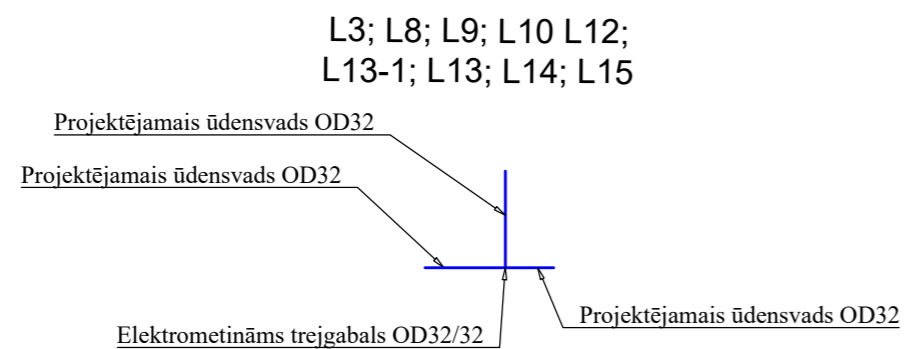 L3; L8; L9; L10 L12;
L13-1; L13; L14; L15
Projektējamais ūdensvads OD32
Projektējamais ūdensvads OD32
Projektējamais ūdensvads OD32
Elektrometināms trejgabals OD32/32